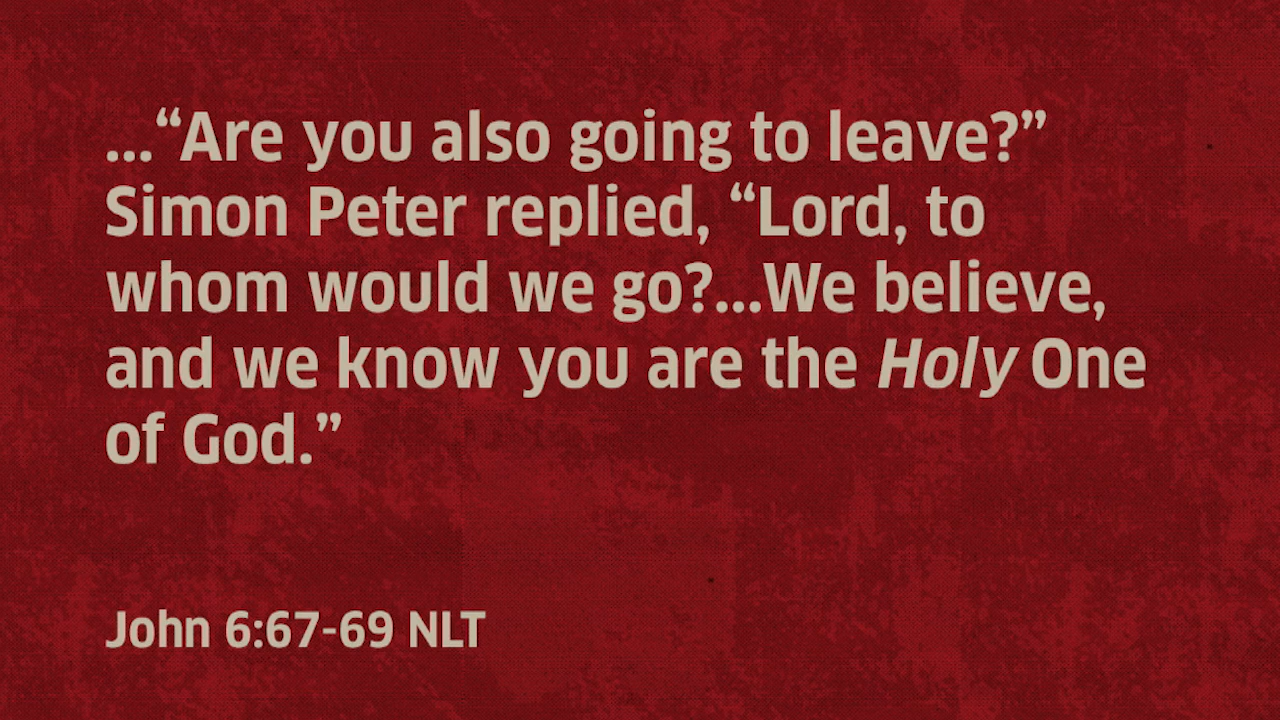 ...“Are you also going to leave?”
Simon Peter replied, “Lord, to
whom would we go?...We believe,
and we know you are the Holy One
of God.”
John 6:67-69 NLT